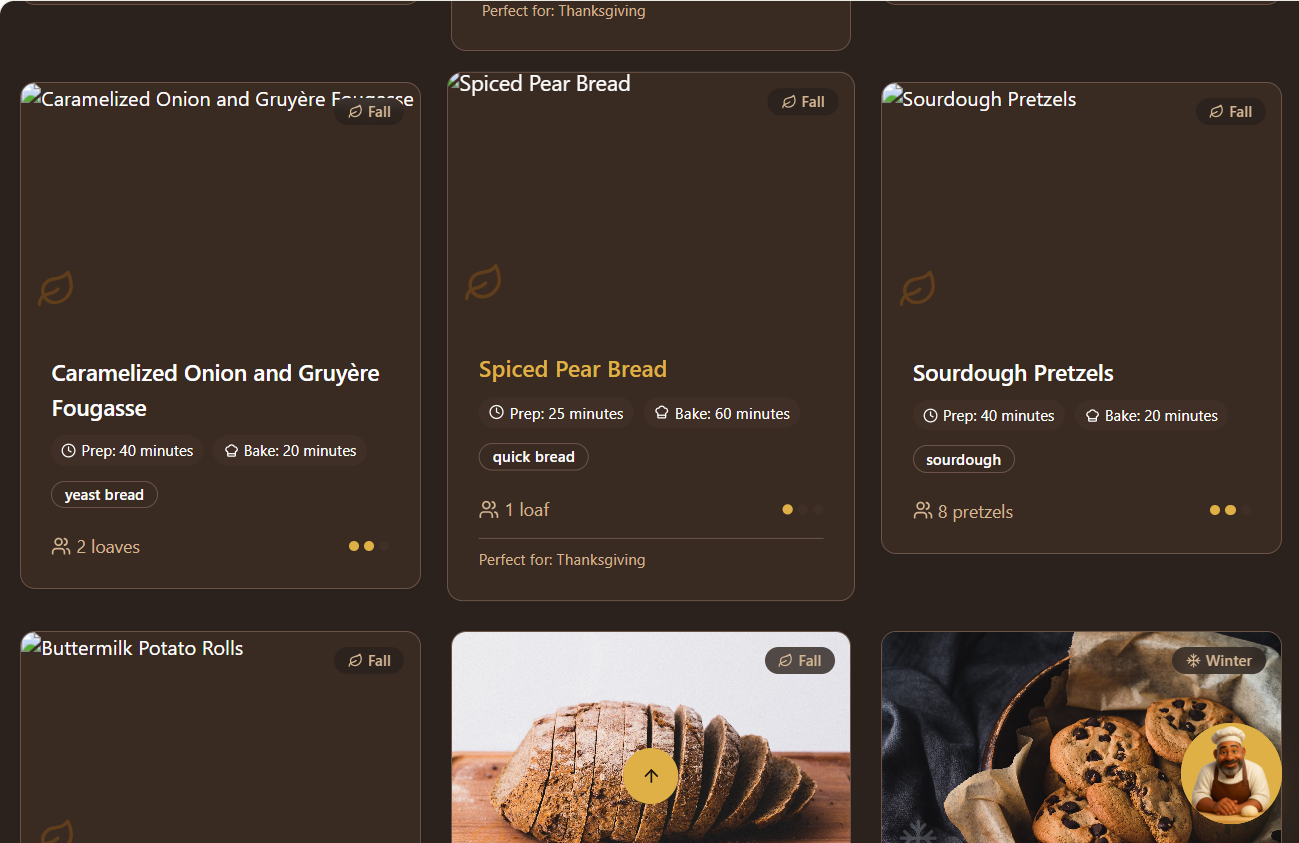 Perfect for: Thanksgiving
Caramelized Onion and Gruyère Fougasse
Fall
Spiced Pear Bread
Fall
Sourdough Pretzels
Fall
Caramelized Onion and Gruyère
Fougasse
Prep: 40 minutes
Bake: 20 minutes
yeast bread
2 loaves
Spiced Pear Bread
Prep: 25 minutes
Bake: 60 minutes
quick bread
1 loaf
Perfect for: Thanksgiving
Sourdough Pretzels
Prep: 40 minutes
Bake: 20 minutes
sourdough
8 pretzels
Buttermilk Potato Rolls
Fall
Fall
Winter